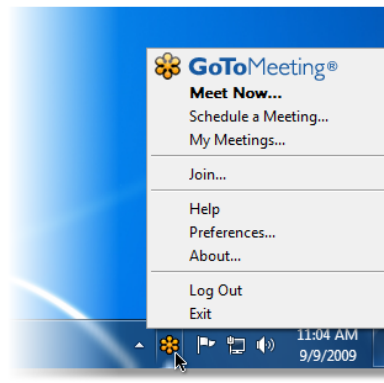 GoToMeeting®
Meet Now...
Schedule a Meeting...
My Meetings...
Join...
Help
Preferences...
About...
Log Out
Exit
11:04 AM
9/9/2009